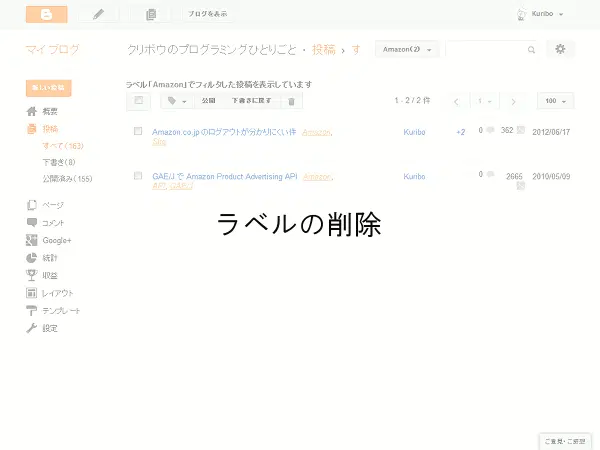 ブログを表示
Kuribo
マイブログ
クリボウのプログラミングひとりごと · 投稿 › す
Amazon(2)
新しい投稿
ラベル「Amazon」でフィルタした投稿を表示しています
公開 下書きに戻す
1 - 2 / 2 件
1
100
概要
投稿
すべて (163)
下書き (8)
公開済み (155)
ページ
コメント
Google+
統計
収益
レイアウト
テンプレート
設定
Amazon.co.jp のログアウトが分かりにくい件 Amazon,
Kuribo
+2
0
362
2012/06/17
GAE/J で Amazon Product Advertising API Amazon,
API, GAE/J
Kuribo
0
2665
2010/05/09
ラベルの削除
ご意見・ご感想